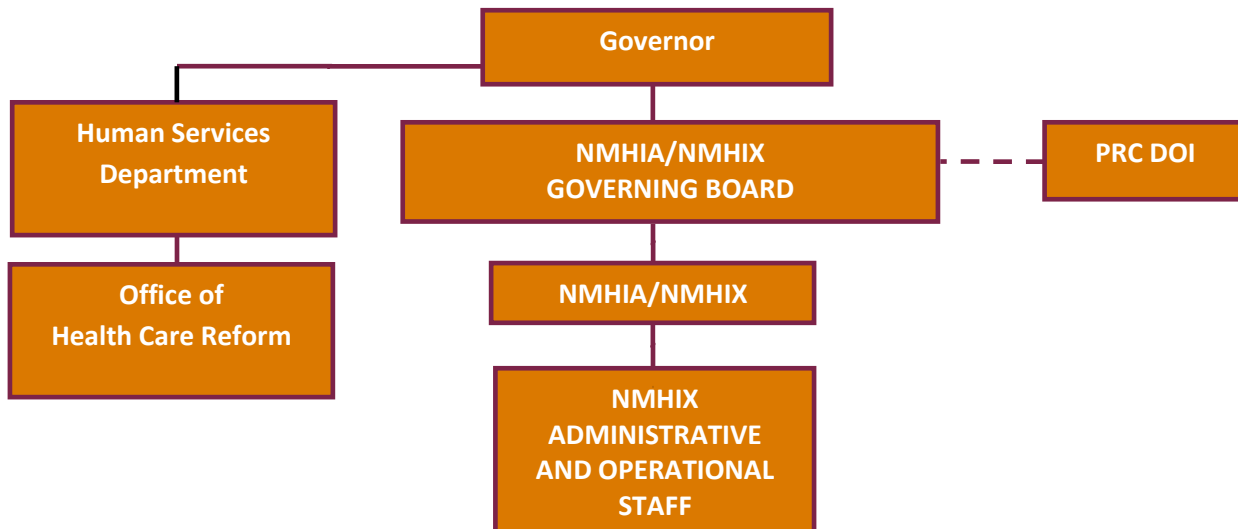 Governor
Human Services
Department
NMHIA/NMHIX
GOVERNING BOARD
PRC DOI
Office of
Health Care Reform
NMHIA/NMHIX
NMHIX
ADMINISTRATIVE
AND OPERATIONAL
STAFF